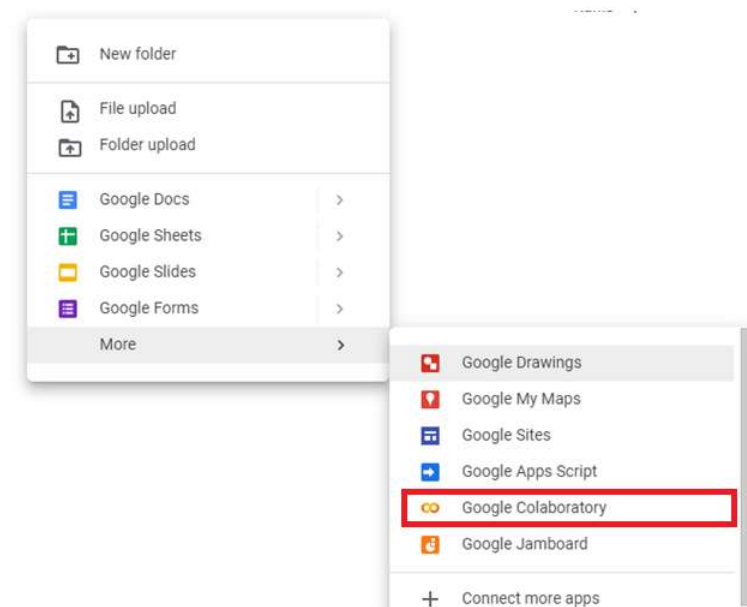 New folder
File upload
Folder upload
Google Docs
Google Sheets
Google Slides
Google Forms
More
Google Drawings
Google My Maps
Google Sites
Google Apps Script
Google Colaboratory
Google Jamboard
Connect more apps